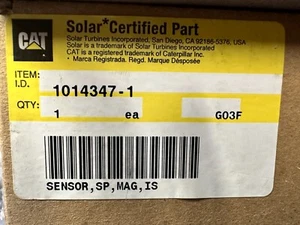 CAT
Solar*Certified Part
Solar Turbines Incorporated, San Diego, CA 92186-5376, USA
Solar is a trademark of Solar Turbines Incorporated
CAT is a registered trademark of Caterpillar Inc.
* Marca Registrada. Regd. Marque Désposée
ITEM:
I.D. 1014347-1
QTY:
1 ea G03F
SENSOR,SP,MAG,IS